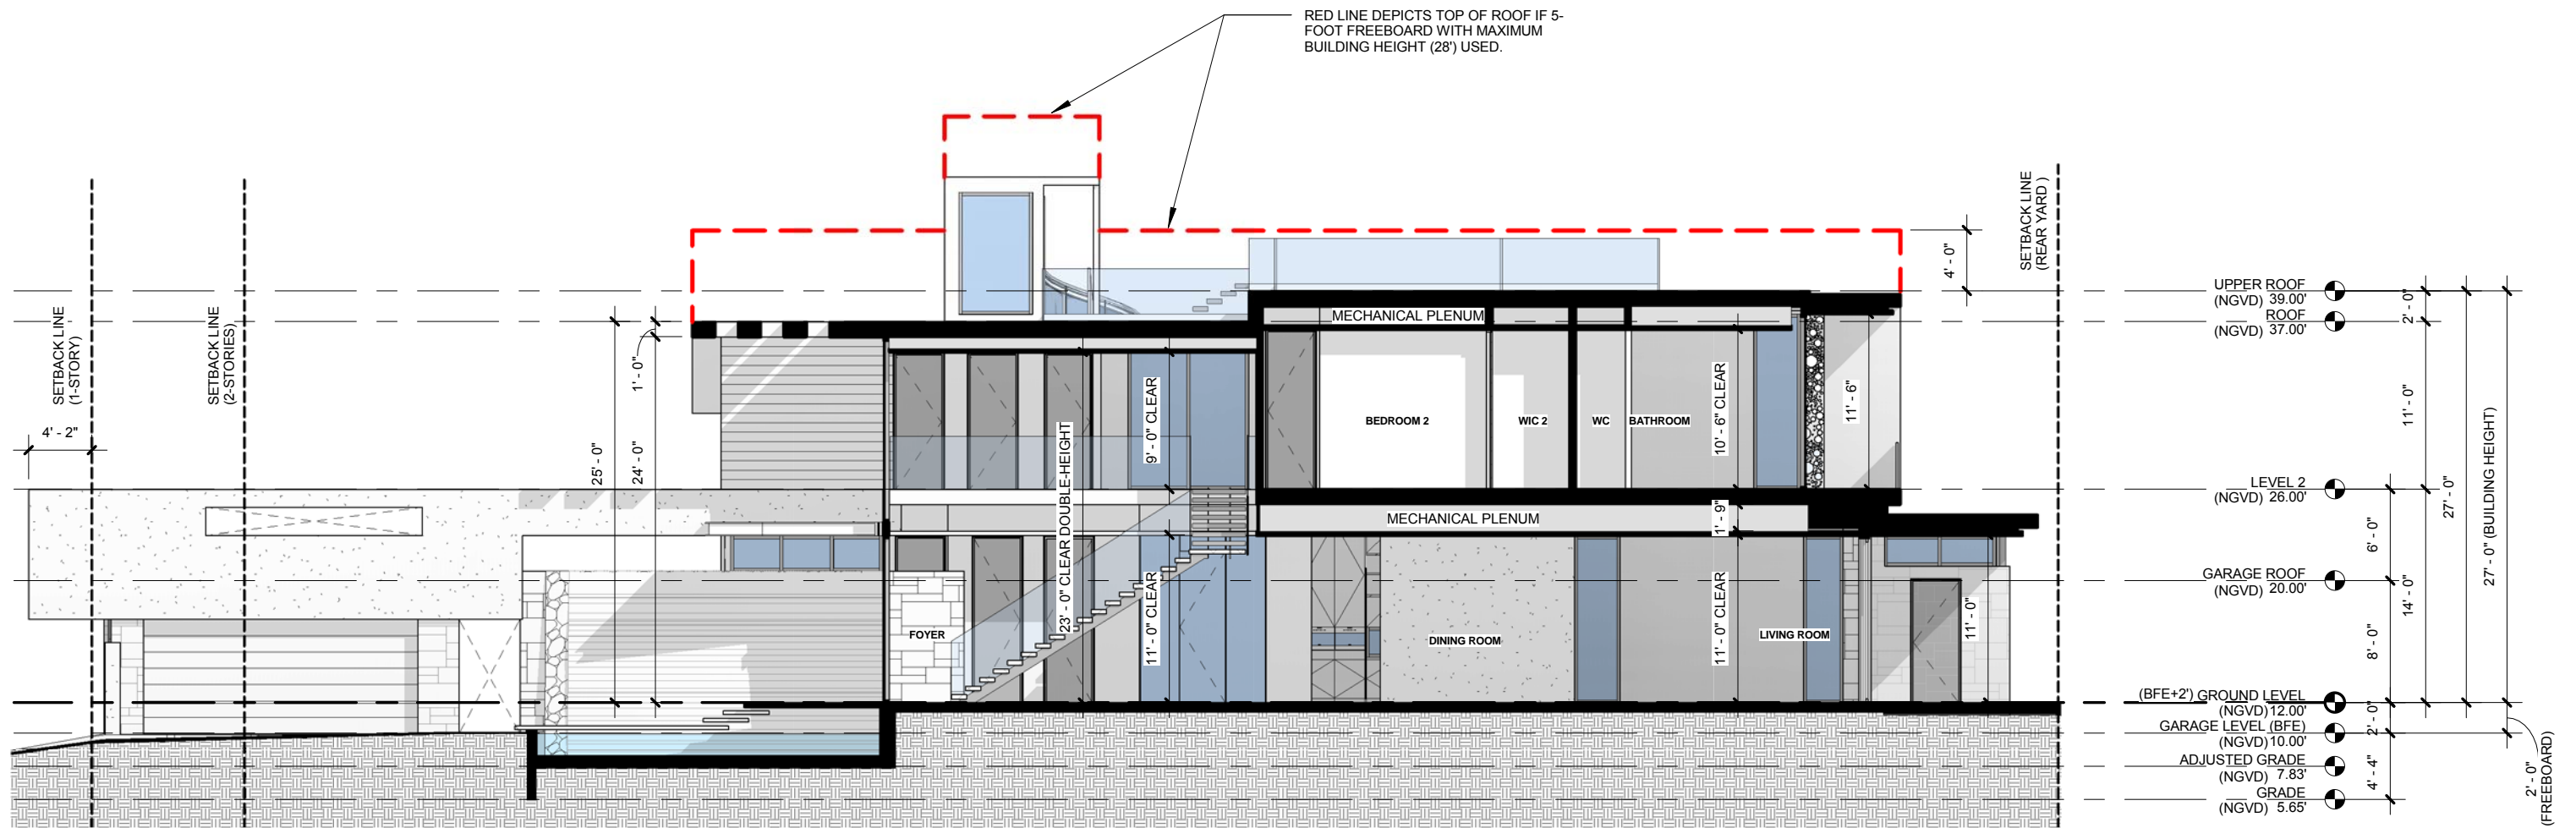 RED LINE DEPICTS TOP OF ROOF IF 5-
FOOT FREEBOARD WITH MAXIMUM
BUILDING HEIGHT (28') USED.
SETBACK LINE
(1-STORY)
SETBACK LINE
(2-STORIES)
4' - 2"
25' - 0"
1' - 0"
24' - 0"
23' - 0" CLEAR DOUBLE-HEIGHT
9' - 0" CLEAR
11' - 0" CLEAR
FOYER
MECHANICAL PLENUM
BEDROOM 2
WIC 2
WC
BATHROOM
10' - 6" CLEAR
11' - 6"
MECHANICAL PLENUM
1' - 9"
DINING ROOM
11' - 0" CLEAR
LIVING ROOM
11' - 0"
4' - 0"
SETBACK LINE
(REAR YARD )
UPPER ROOF
(NGVD) 39.00'
ROOF
(NGVD) 37.00'
LEVEL 2
(NGVD) 26.00'
GARAGE ROOF
(NGVD) 20.00'
(BFE+2') GROUND LEVEL
(NGVD) 12.00'
GARAGE LEVEL (BFE)
(NGVD) 10.00'
ADJUSTED GRADE
(NGVD) 7.83'
GRADE
(NGVD) 5.65'
2' - 0"
11' - 0"
6' - 0"
14' - 0"
8' - 0"
2' - 0"
4' - 4"
27' - 0"
27' - 0" (BUILDING HEIGHT)
2' - 0"
(FREEBOARD)